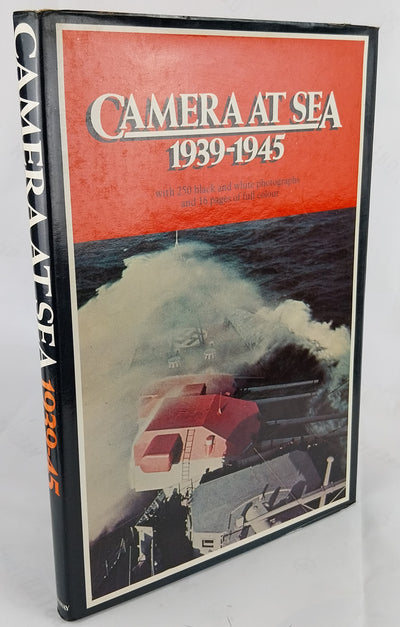 CAMERA AT SEA
1939-1945
with 250 black and white photographs
and 16 pages of full colour
CAMERA AT SEA 1939-45